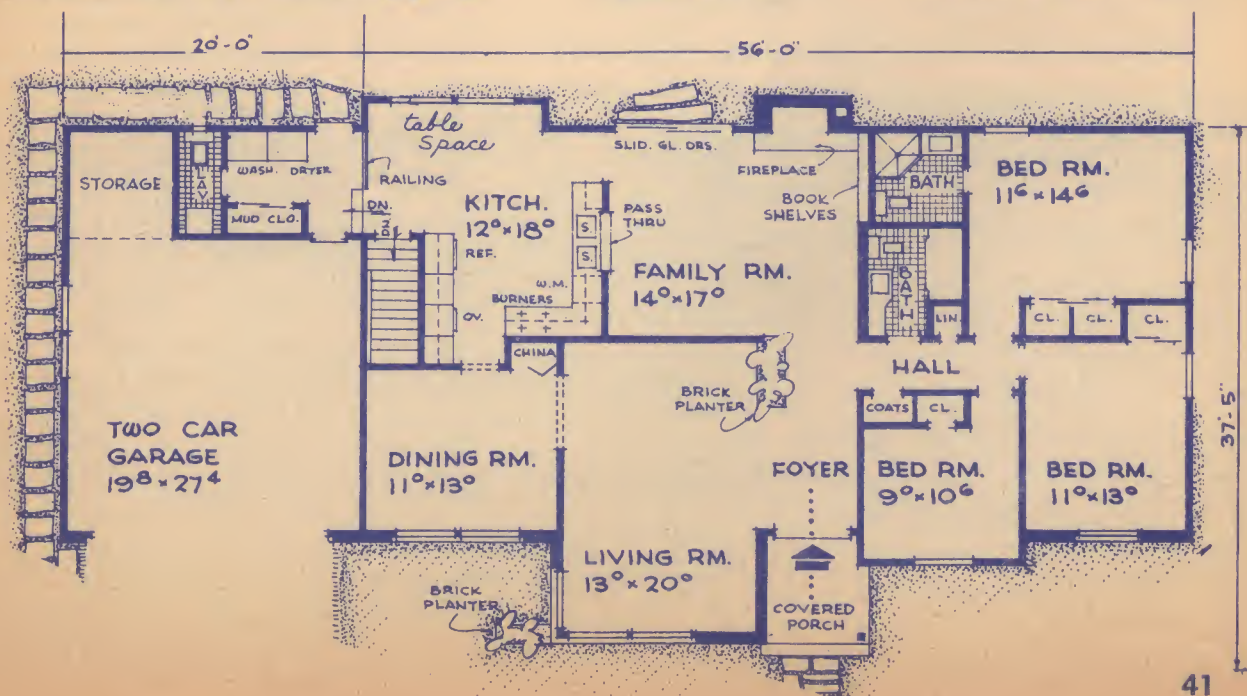 20'-0"
56'-0"
table
Space
SLID. GL. DRS.
STORAGE
LAV.
WASH. DRYER
MUD CLO.
RAILING
DN.
DN.
KITCH.
12⁰×18⁰
REF.
OV.
W.M.
BURNERS
S.
S.
PASS
THRU
FIREPLACE
BOOK
SHELVES
FAMILY RM.
14⁰×17⁰
BATH
BATH
LIN.
BED RM.
11⁶×14⁶
CL.
CL.
CL.
HALL
COATS
CL.
CHINA
BRICK
PLANTER
TWO CAR
GARAGE
19⁸×27⁴
DINING RM.
11⁰×13⁰
FOYER
BED RM.
9⁰×10⁶
BED RM.
11⁰×13⁰
37'-5"
LIVING RM.
13⁰×20⁰
BRICK
PLANTER
COVERED
PORCH
41